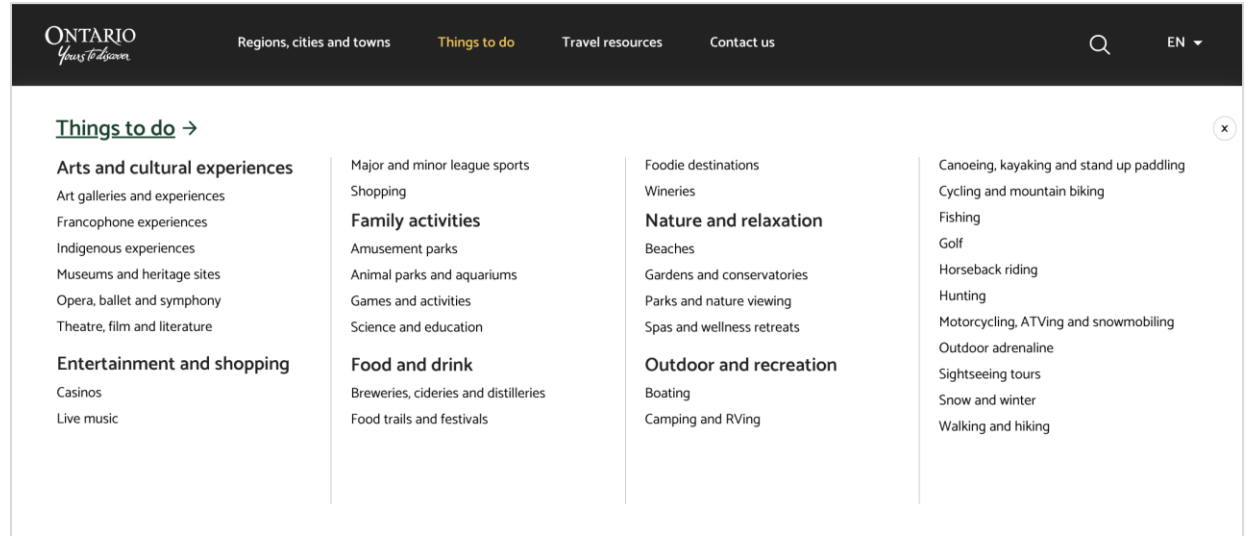 ONTARIO
Yours to discover
Regions, cities and towns
Things to do
Travel resources
Contact us
EN
Things to do →
x
Arts and cultural experiences
Art galleries and experiences
Francophone experiences
Indigenous experiences
Museums and heritage sites
Opera, ballet and symphony
Theatre, film and literature
Entertainment and shopping
Casinos
Live music
Major and minor league sports
Shopping
Family activities
Amusement parks
Animal parks and aquariums
Games and activities
Science and education
Food and drink
Breweries, cideries and distilleries
Food trails and festivals
Foodie destinations
Wineries
Nature and relaxation
Beaches
Gardens and conservatories
Parks and nature viewing
Spas and wellness retreats
Outdoor and recreation
Boating
Camping and RVing
Canoeing, kayaking and stand up paddling
Cycling and mountain biking
Fishing
Golf
Horseback riding
Hunting
Motorcycling, ATVing and snowmobiling
Outdoor adrenaline
Sightseeing tours
Snow and winter
Walking and hiking